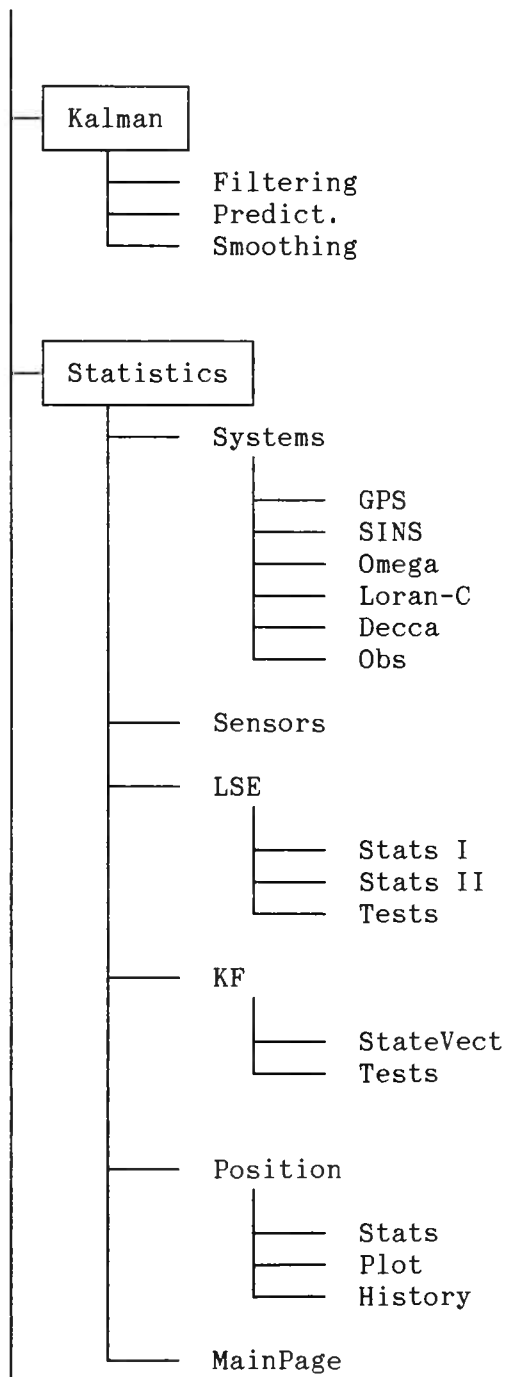 Kalman
Filtering
Predict.
Smoothing
Statistics
Systems
GPS
SINS
Omega
Loran-C
Decca
Obs
Sensors
LSE
Stats I
Stats II
Tests
KF
StateVect
Tests
Position
Stats
Plot
History
MainPage